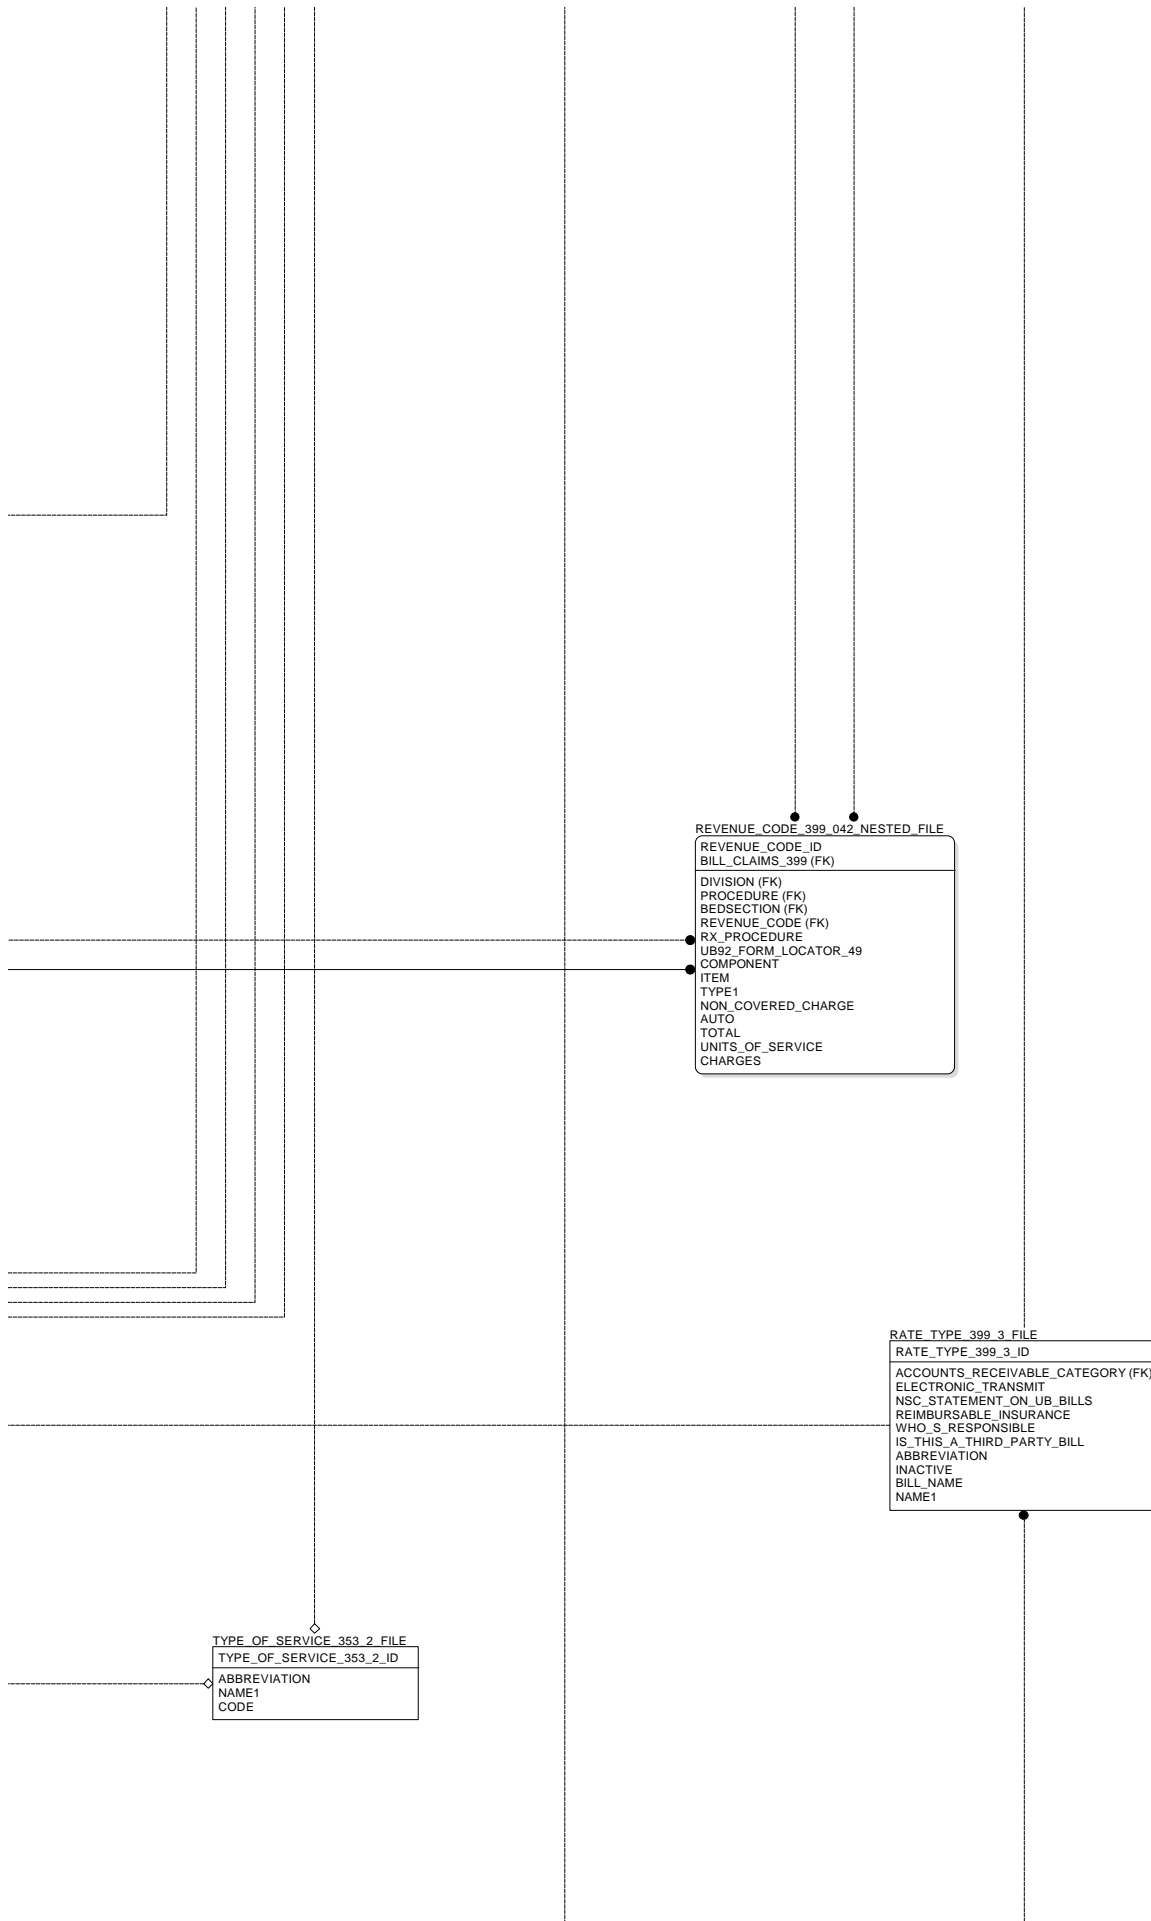 REVENUE_CODE_399_042_NESTED_FILE
REVENUE_CODE_ID
BILL_CLAIMS_399 (FK)
DIVISION (FK)
PROCEDURE (FK)
BEDSECTION (FK)
REVENUE_CODE (FK)
RX_PROCEDURE
UB92_FORM_LOCATOR_49
COMPONENT
ITEM
TYPE1
NON_COVERED_CHARGE
AUTO
TOTAL
UNITS_OF_SERVICE
CHARGES
RATE_TYPE_399_3_FILE
RATE_TYPE_399_3_ID
ACCOUNTS_RECEIVABLE_CATEGORY (FK)
ELECTRONIC_TRANSMIT
NSC_STATEMENT_ON_UB_BILLS
REIMBURSABLE_INSURANCE
WHO_S_RESPONSIBLE
IS_THIS_A_THIRD_PARTY_BILL
ABBREVIATION
INACTIVE
BILL_NAME
NAME1
TYPE_OF_SERVICE_353_2_FILE
TYPE_OF_SERVICE_353_2_ID
ABBREVIATION
NAME1
CODE